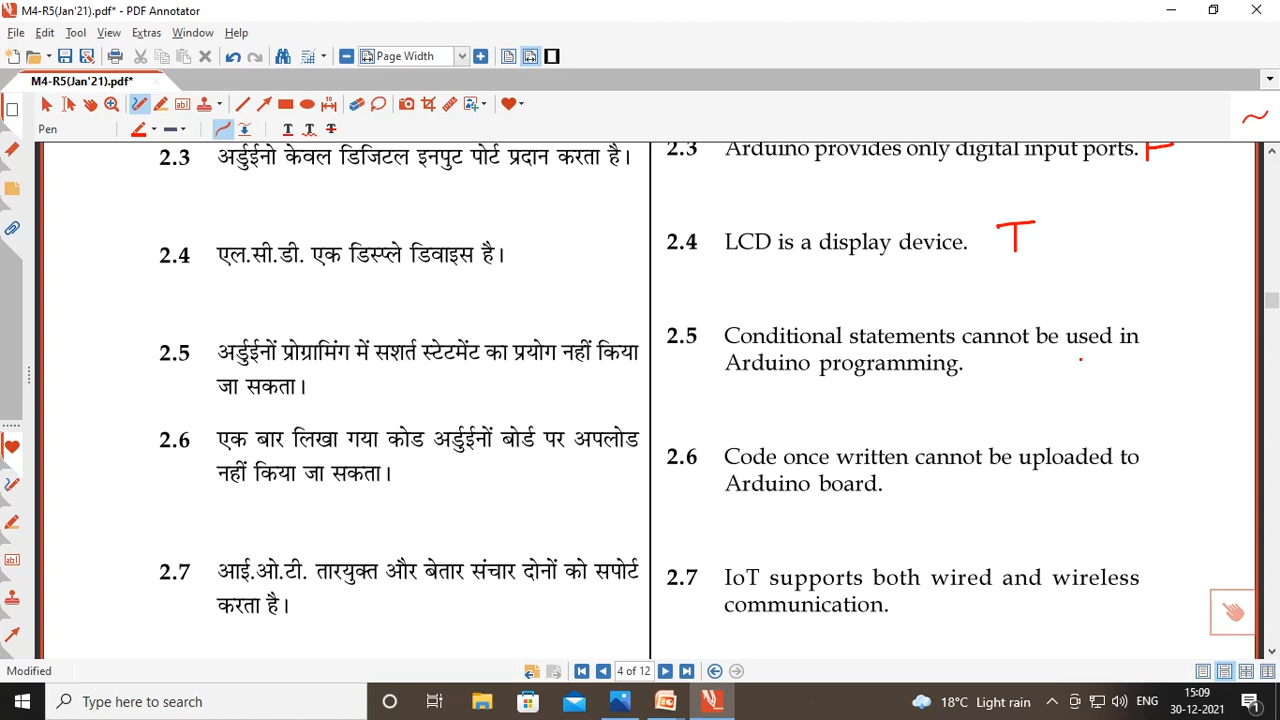 M4-R5(Jan'21).pdf* - PDF Annotator
File Edit Tool View Extras Window Help
Page Width
M4-R5(Jan'21).pdf*
Pen
2.3 अर्डुईनो केवल डिजिटल इनपुट पोर्ट प्रदान करता है।
2.4 एल.सी.डी. एक डिस्प्ले डिवाइस है।
2.5 अर्डुईनों प्रोग्रामिंग में सशर्त स्टेटमेंट का प्रयोग नहीं किया
जा सकता।
2.6 एक बार लिखा गया कोड अर्डुईनों बोर्ड पर अपलोड
नहीं किया जा सकता।
2.7 आई.ओ.टी. तारयुक्त और बेतार संचार दोनों को सपोर्ट
करता है।
2.3 Arduino provides only digital input ports. F
2.4 LCD is a display device. T
2.5 Conditional statements cannot be used in
Arduino programming.
2.6 Code once written cannot be uploaded to
Arduino board.
2.7 IoT supports both wired and wireless
communication.
Modified
4 of 12
Type here to search
18°C Light rain
ENG
15:09
30-12-2021